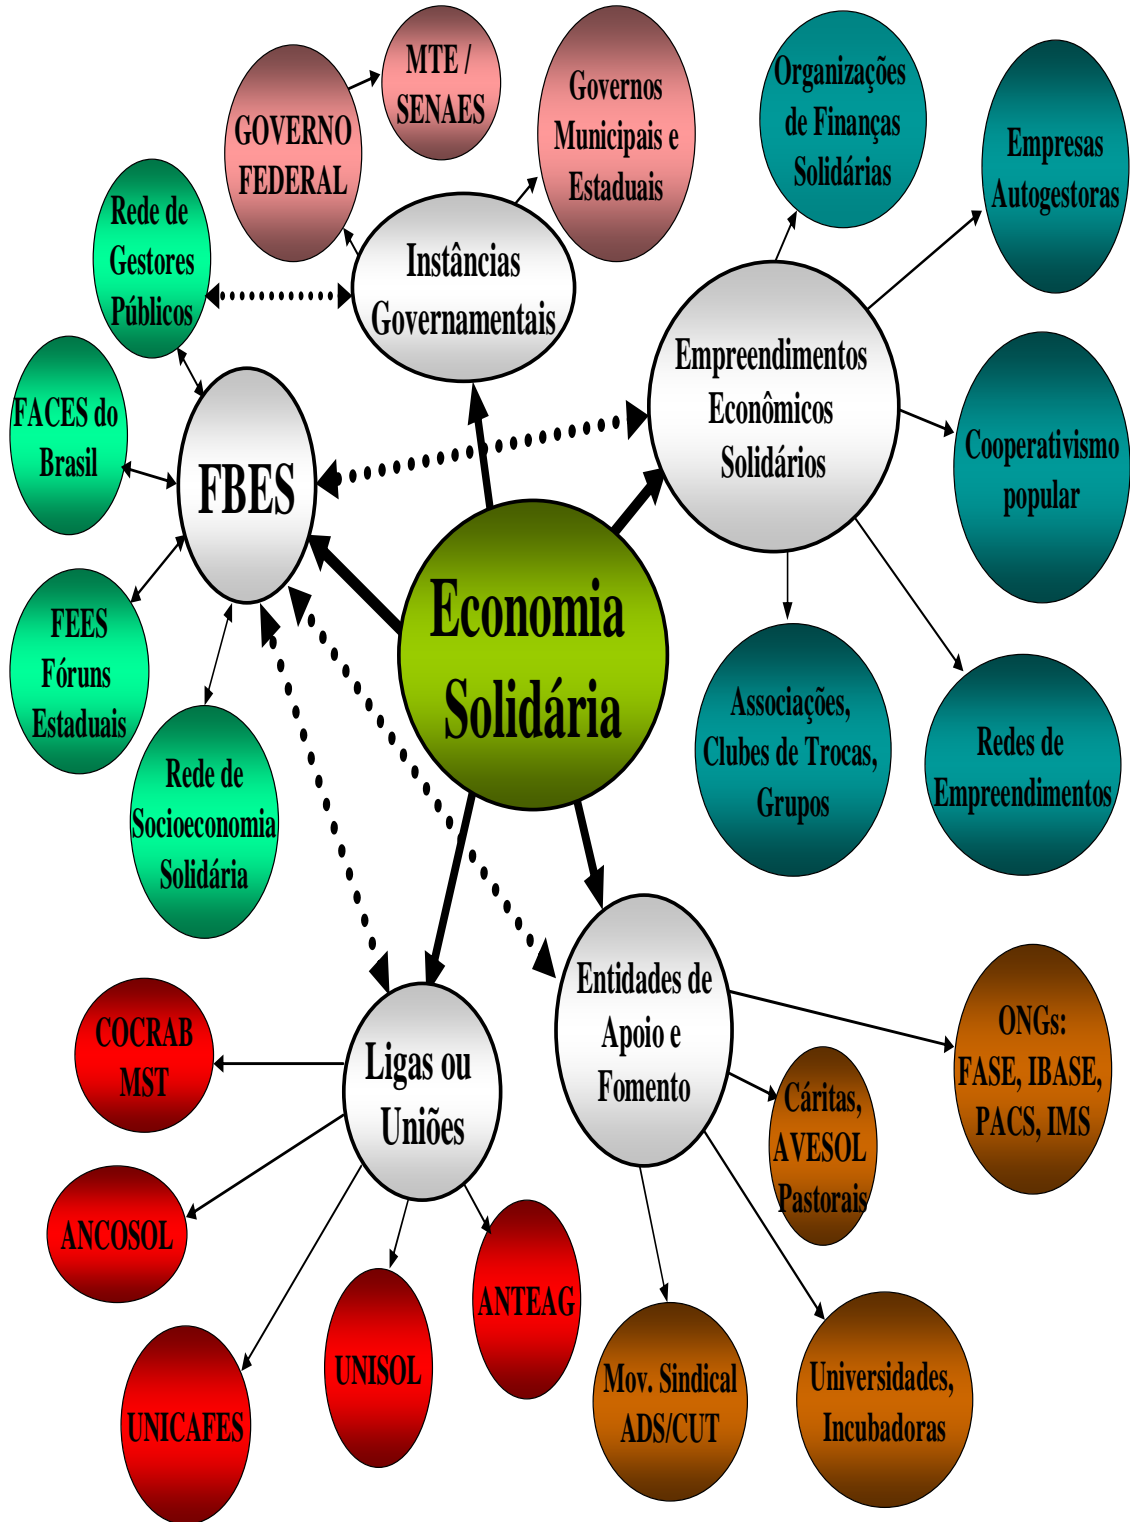 MTE /
SENAES
Governos
Municipais e
Estaduais
Organizações
de Finanças
Solidárias
Empresas
Autogestoras
GOVERNO
FEDERAL
Rede de
Gestores
Públicos
Instâncias
Governamentais
Empreendimentos
Econômicos
Solidários
FACES do
Brasil
FBES
Cooperativismo
popular
Economia
Solidária
FEES
Fóruns
Estaduais
Rede de
Socioeconomia
Solidária
Associações,
Clubes de Trocas,
Grupos
Redes de
Empreendimentos
COCRAB
MST
Ligas ou
Uniões
Entidades de
Apoio e
Fomento
ONGs:
FASE, IBASE,
PACS, IMS
Cáritas,
AVESOL
Pastorais
ANCOSOL
UNICAFES
UNISOL
ANTEAG
Mov. Sindical
ADS/CUT
Universidades,
Incubadoras